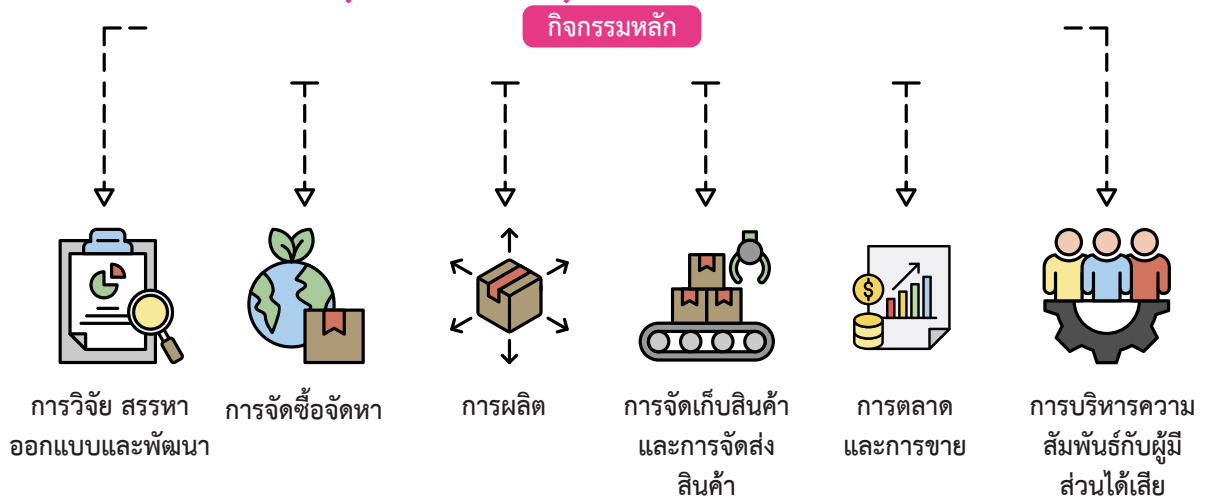 กิจกรรมหลัก
การวิจัย สรรหา
ออกแบบและพัฒนา
การจัดซื้อจัดหา
การผลิต
การจัดเก็บสินค้า
และการจัดส่ง
สินค้า
การตลาด
และการขาย
การบริหารความ
สัมพันธ์กับผู้มี
ส่วนได้เสีย